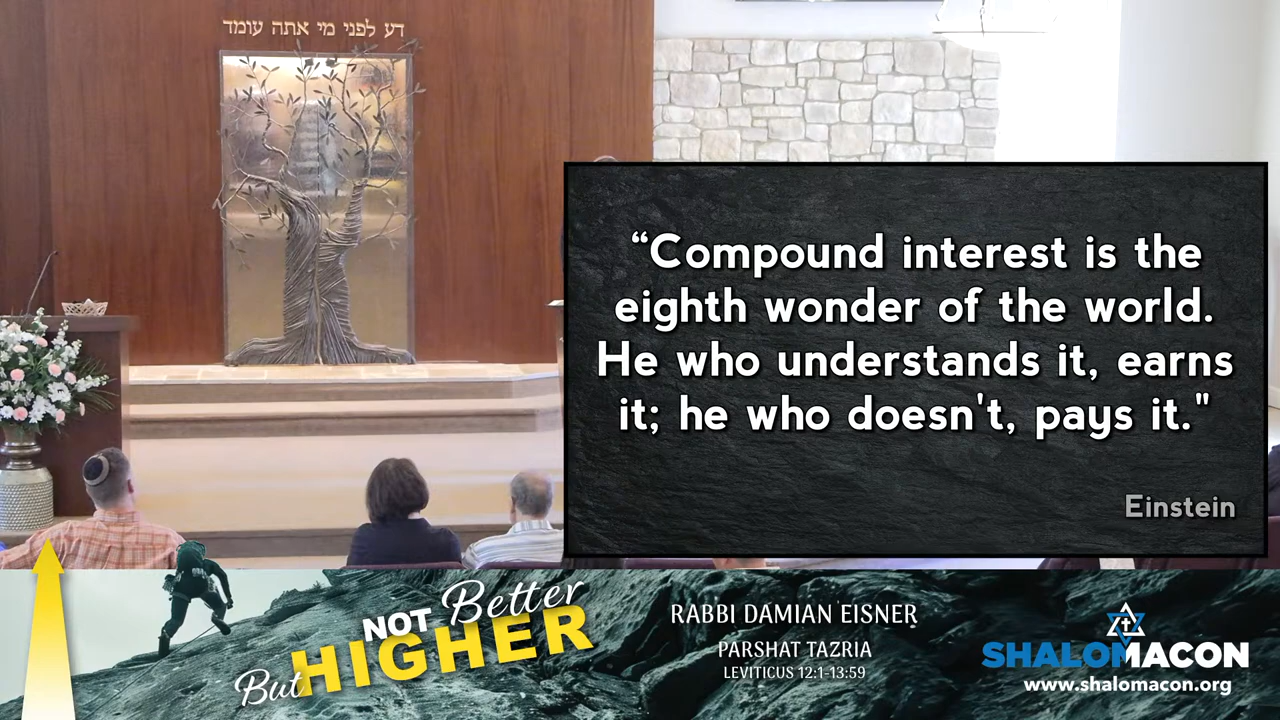 דע לפני מי אתה עומד
“Compound interest is the
eighth wonder of the world.
He who understands it, earns
it; he who doesn't, pays it."
Einstein
NOT Better
But HIGHER
RABBI DAMIAN EISNER
PARSHAT TAZRIA
LEVITICUS 12:1-13:59
SHALOMACON
www.shalomacon.org